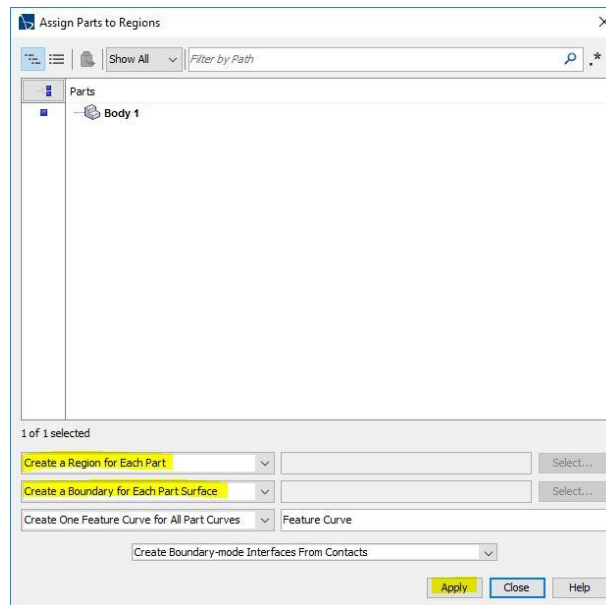 Assign Parts to Regions
Show All Filter by Path .*
Parts
Body 1
1 of 1 selected
Create a Region for Each Part Select...
Create a Boundary for Each Part Surface Select...
Create One Feature Curve for All Part Curves Feature Curve
Create Boundary-mode Interfaces From Contacts
Apply Close Help